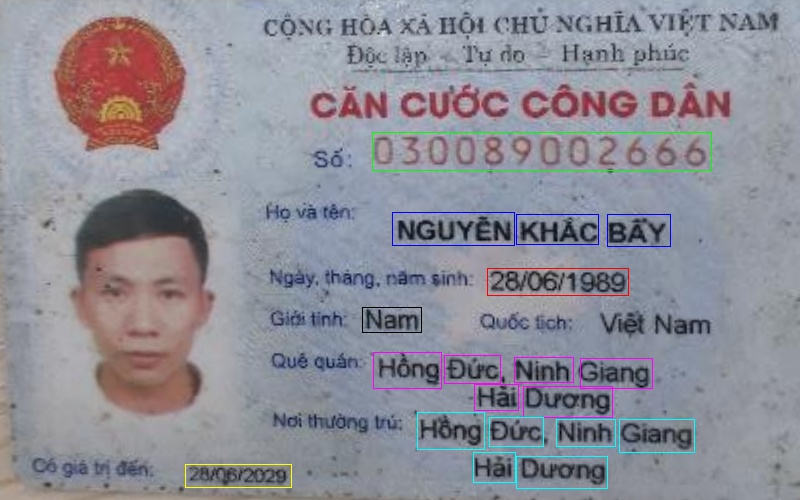 CỘNG HÒA XÃ HỘI CHỦ NGHĨA VIỆT NAM
Độc lập - Tự do - Hạnh phúc
CĂN CƯỚC CÔNG DÂN
Số: 030089002666
Họ và tên:
NGUYỄN KHẮC BẨY
Ngày, tháng, năm sinh: 28/06/1989
Giới tính: Nam Quốc tịch: Việt Nam
Quê quán: Hồng Đức, Ninh Giang
Hải Dương
Nơi thường trú: Hồng Đức, Ninh Giang
Hải Dương
Có giá trị đến: 28/06/2029